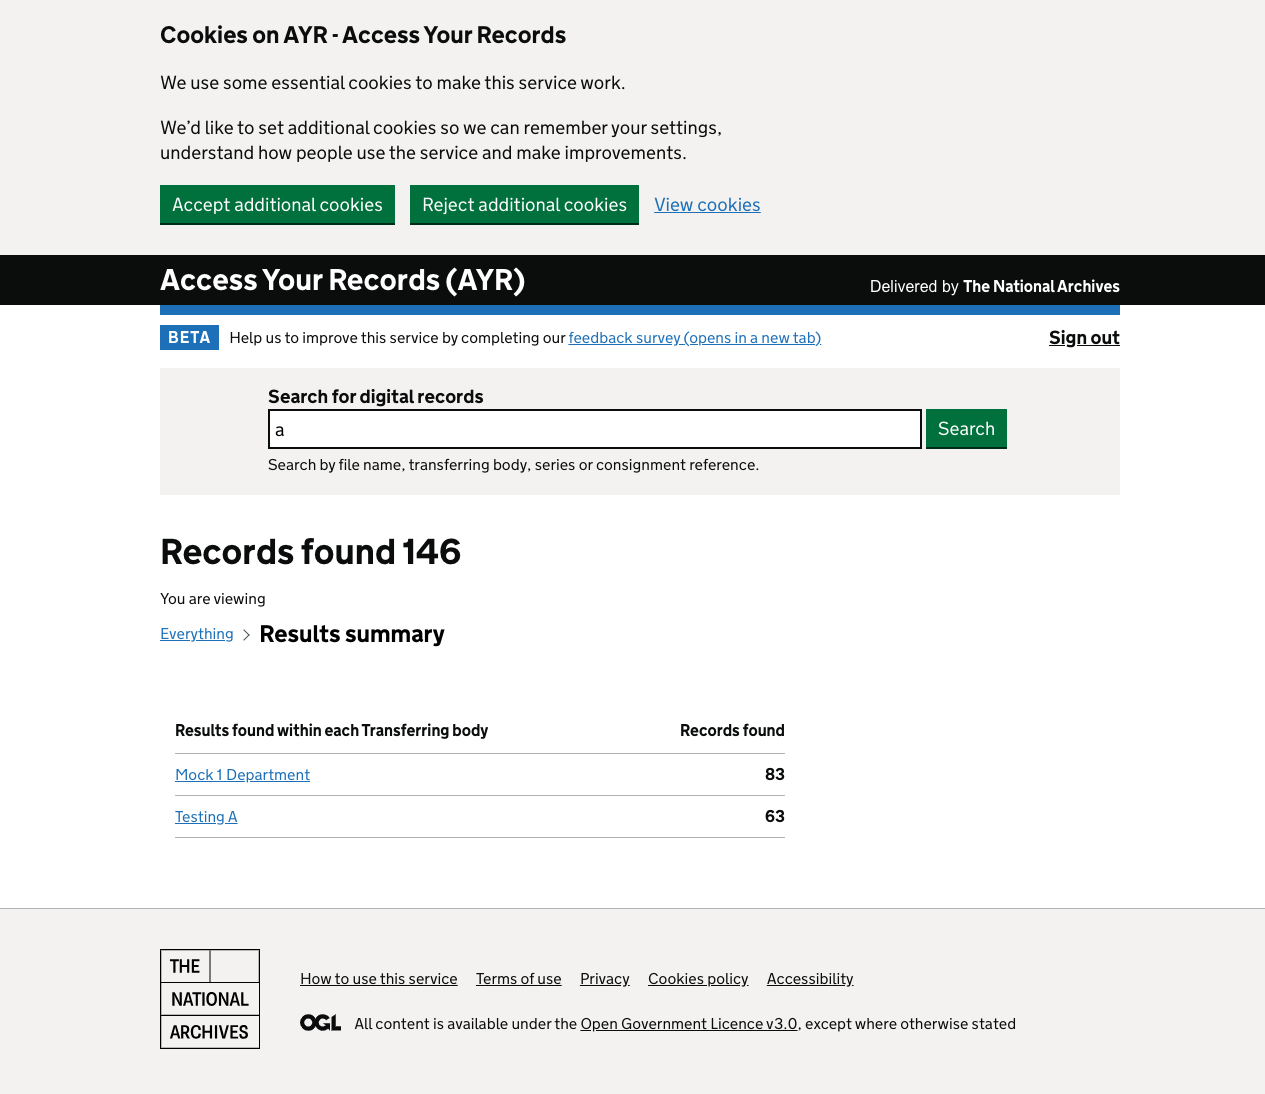 Cookies on AYR - Access Your Records
We use some essential cookies to make this service work.
We’d like to set additional cookies so we can remember your settings,
understand how people use the service and make improvements.
Accept additional cookies Reject additional cookies View cookies
Access Your Records (AYR) Delivered by The National Archives
BETA Help us to improve this service by completing our feedback survey (opens in a new tab) Sign out
Search for digital records
a Search
Search by file name, transferring body, series or consignment reference.
Records found 146
You are viewing
Everything Results summary
Results found within each Transferring body Records found
Mock 1 Department 83
Testing A 63
THE
NATIONAL
ARCHIVES
How to use this service Terms of use Privacy Cookies policy Accessibility
OGL All content is available under the Open Government Licence v3.0, except where otherwise stated